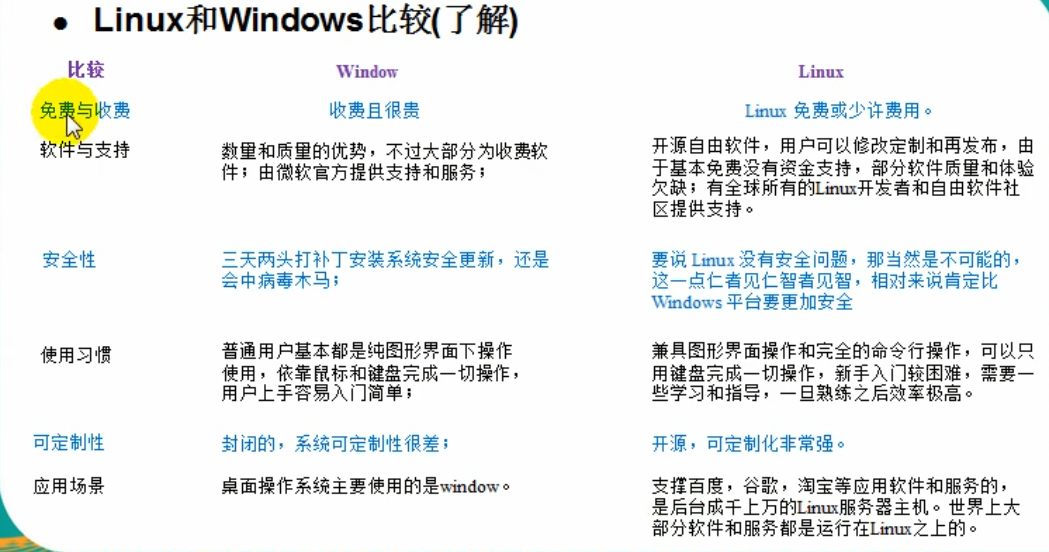 ● Linux和Windows比较(了解)
比较 Window Linux
免费与收费 收费且很贵 Linux 免费或少许费用。
软件与支持
数量和质量的优势，不过大部分为收费软
件；由微软官方提供支持和服务；
开源自由软件，用户可以修改定制和再发布，由
于基本免费没有资金支持，部分软件质量和体验
欠缺；有全球所有的Linux开发者和自由软件社
区提供支持。
安全性
三天两头打补丁安装系统安全更新，还是
会中病毒木马；
要说 Linux 没有安全问题，那当然是不可能的，
这一点仁者见仁智者见智，相对来说肯定比
Windows 平台要更加安全
使用习惯
普通用户基本都是纯图形界面下操作
使用，依靠鼠标和键盘完成一切操作，
用户上手容易入门简单；
兼具图形界面操作和完全的命令行操作，可以只
用键盘完成一切操作，新手入门较困难，需要一
些学习和指导，一旦熟练之后效率极高。
可定制性 封闭的，系统可定制性很差； 开源，可定制化非常强。
应用场景
桌面操作系统主要使用的是window。
支撑百度，谷歌，淘宝等应用软件和服务的，
是后台成千上万的Linux服务器主机。世界上大
部分软件和服务都是运行在Linux之上的。